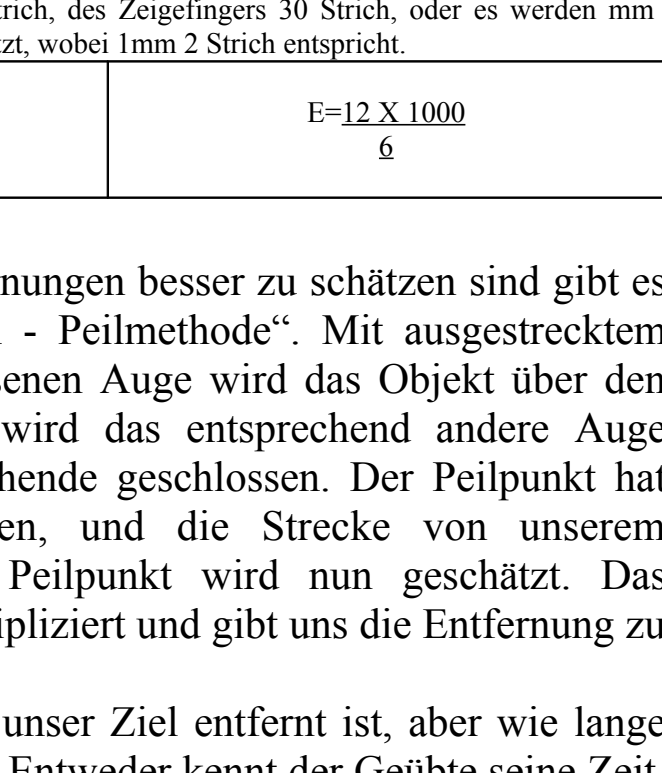 trich, des Zeigefingers 30 Strich, oder es werden mm
tzt, wobei 1mm 2 Strich entspricht.
E=12 X 1000
6
nungen besser zu schätzen sind gibt es
- Peilmethode“. Mit ausgestrecktem
senen Auge wird das Objekt über den
wird das entsprechend andere Auge
hende geschlossen. Der Peilpunkt hat
en, und die Strecke von unserem
Peilpunkt wird nun geschätzt. Das
ipliziert und gibt uns die Entfernung zu
unser Ziel entfernt ist, aber wie lange
Entweder kennt der Geübte seine Zeit